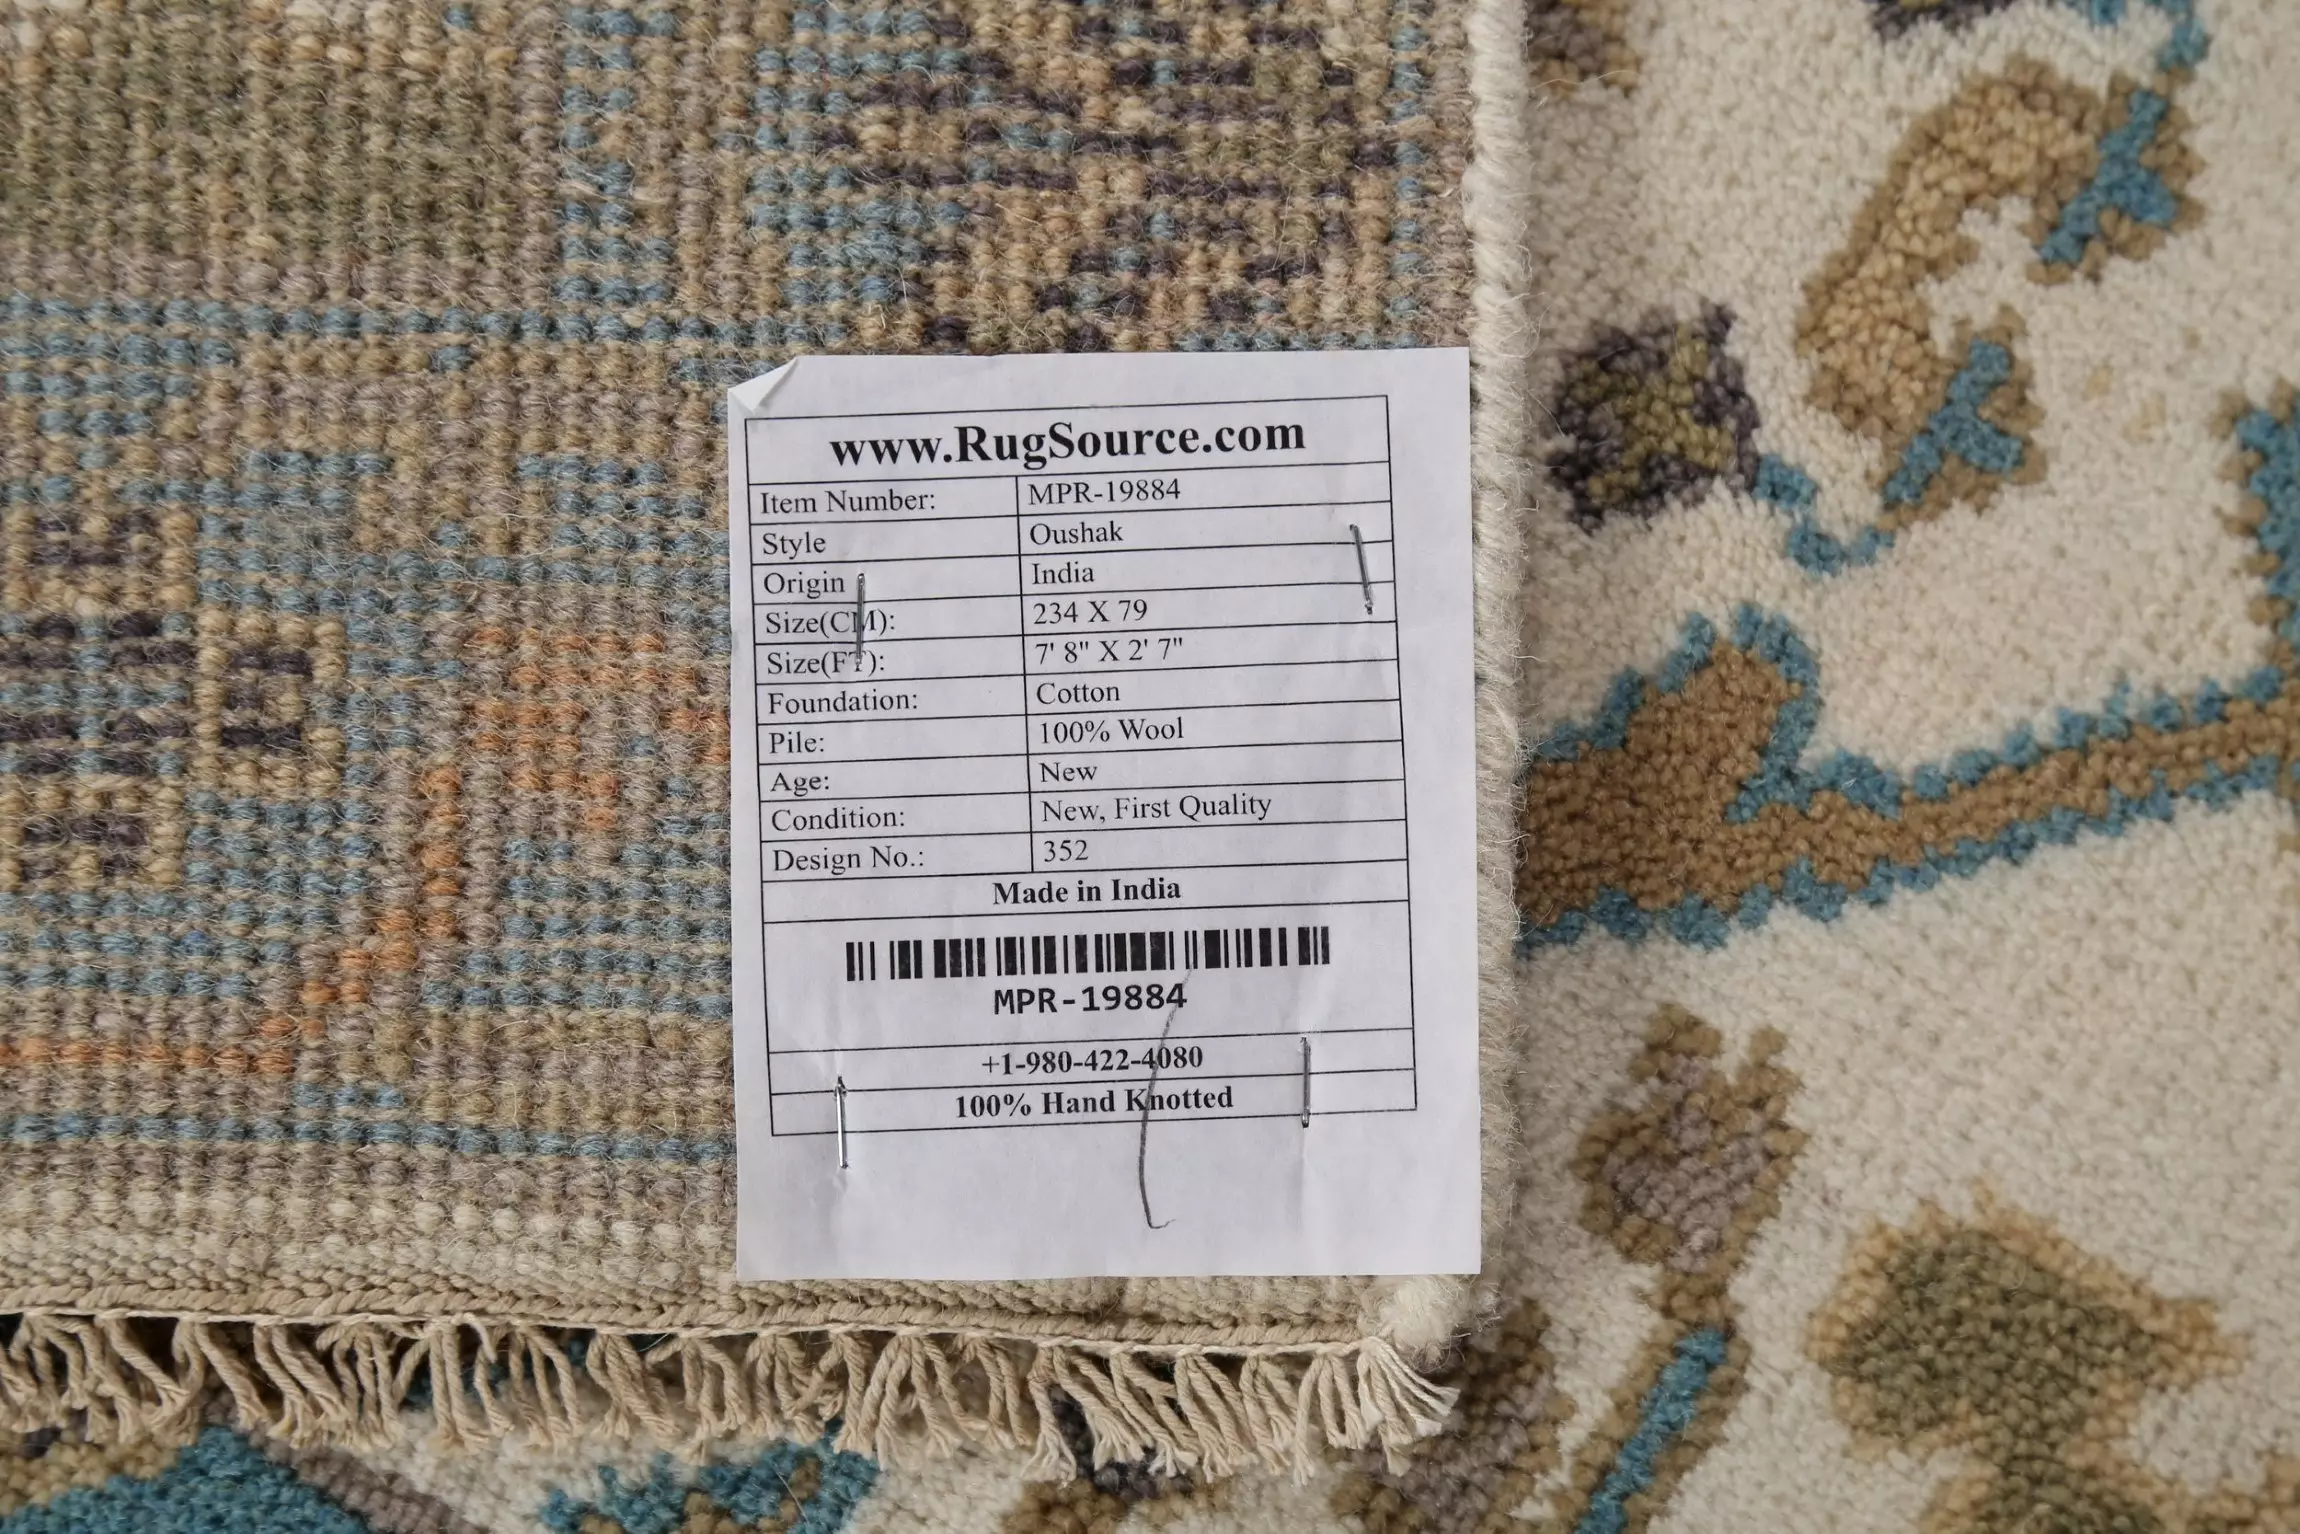 www.RugSource.com
Item Number: MPR-19884
Style Oushak
Origin India
Size(CM): 234 X 79
Size(FT): 7' 8" X 2' 7"
Foundation: Cotton
Pile: 100% Wool
Age: New
Condition: New, First Quality
Design No.: 352
Made in India
MPR-19884
+1-980-422-4080
100% Hand Knotted